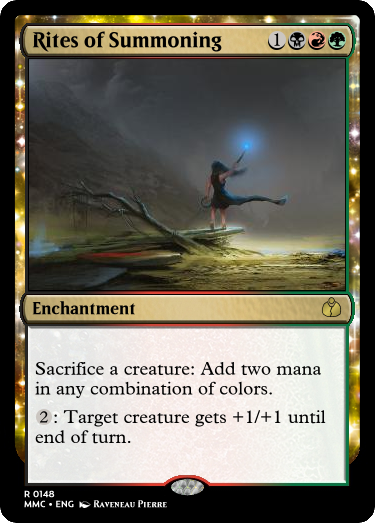 Rites of Summoning 1
Enchantment
Sacrifice a creature: Add two mana
in any combination of colors.
2: Target creature gets +1/+1 until
end of turn.
R 0148
MMC • ENG Raveneau Pierre